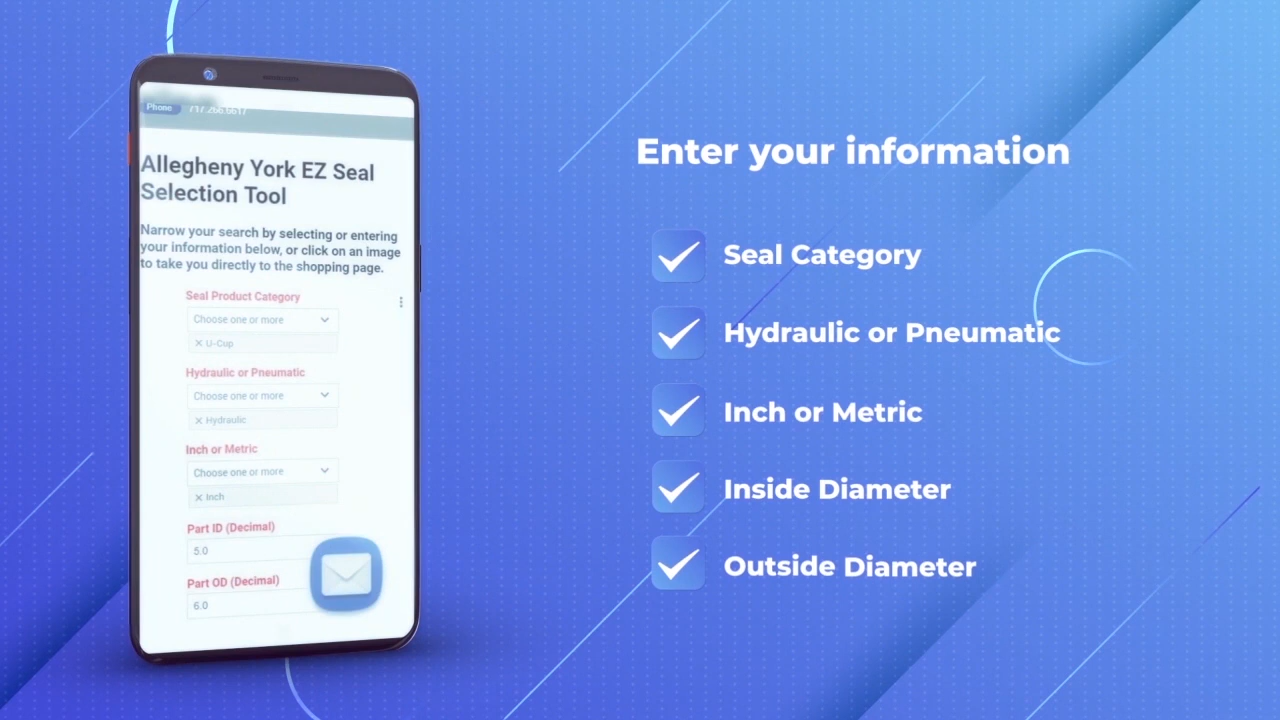 Phone 717.266.6617
Allegheny York EZ Seal
Selection Tool
Narrow your search by selecting or entering
your information below, or click on an image
to take you directly to the shopping page.
Seal Product Category
Choose one or more
× U-Cup
Hydraulic or Pneumatic
Choose one or more
× Hydraulic
Inch or Metric
Choose one or more
× Inch
Part ID (Decimal)
5.0
Part OD (Decimal)
6.0
Enter your information
Seal Category
Hydraulic or Pneumatic
Inch or Metric
Inside Diameter
Outside Diameter